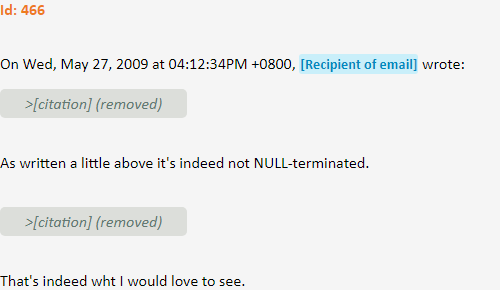 Id: 466
On Wed, May 27, 2009 at 04:12:34PM +0800, [Recipient of email] wrote:
>[citation] (removed)
As written a little above it's indeed not NULL-terminated.
>[citation] (removed)
That's indeed wht I would love to see.